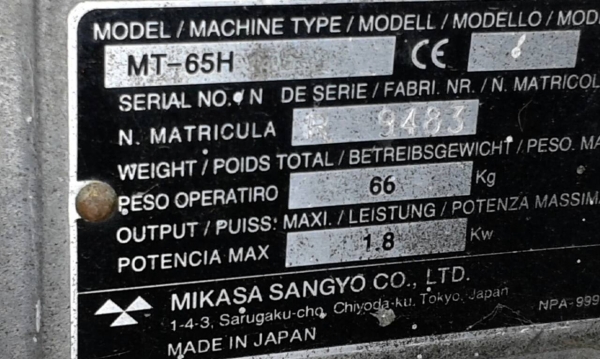 MODEL / MACHINE TYPE / MODELL / MODELLO / MOD
MT-65H CE
SERIAL NO. N DE SERIE / FABRI. NR. / N. MATRICOL
N. MATRICULA 9483
WEIGHT / POIDS TOTAL / BETREIBSGEWICHT / PESO. MA
PESO OPERATIRO 66 Kg
OUTPUT / PUISS: MAXI. / LEISTUNG / POTENZA MASSIM
POTENCIA MAX 1.8 Kw
MIKASA SANGYO CO., LTD.
1-4-3, Sarugaku-cho, Chiyoda-ku, Tokyo, Japan
MADE IN JAPAN NPA-999